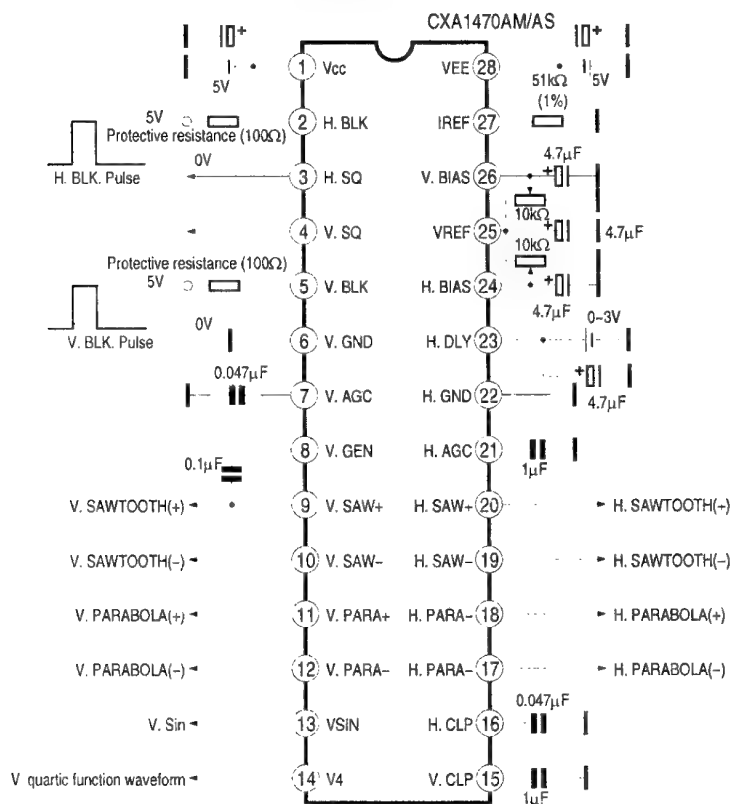 CXA1470AM/AS
5V
1 Vcc
VEE 28
51kΩ
(1%)
5V
5V
2 H. BLK
IREF 27
Protective resistance (100Ω)
0V
H. BLK. Pulse
3 H. SQ
V. BIAS 26
4.7µF
10kΩ
4 V. SQ
VREF 25
4.7µF
10kΩ
Protective resistance (100Ω)
5V
5 V. BLK
H. BIAS 24
4.7µF
0V
V. BLK. Pulse
6 V. GND
H. DLY 23
0~3V
0.047µF
7 V. AGC
H. GND 22
4.7µF
8 V. GEN
H. AGC 21
1µF
0.1µF
V. SAWTOOTH(+)
9 V. SAW+
H. SAW+ 20
H. SAWTOOTH(+)
V. SAWTOOTH(−)
10 V. SAW−
H. SAW− 19
H. SAWTOOTH(−)
V. PARABOLA(+)
11 V. PARA+
H. PARA− 18
H. PARABOLA(+)
V. PARABOLA(−)
12 V. PARA−
H. PARA− 17
H. PARABOLA(−)
V. Sin
13 VSIN
H. CLP 16
0.047µF
V quartic function waveform
14 V4
V. CLP 15
1µF